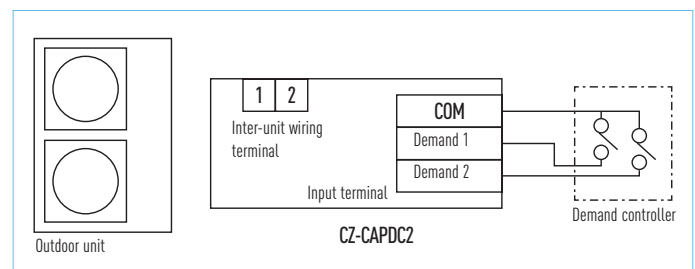 1 2
Inter-unit wiring
terminal
COM
Demand 1
Demand 2
Input terminal
Outdoor unit
CZ-CAPDC2
Demand controller